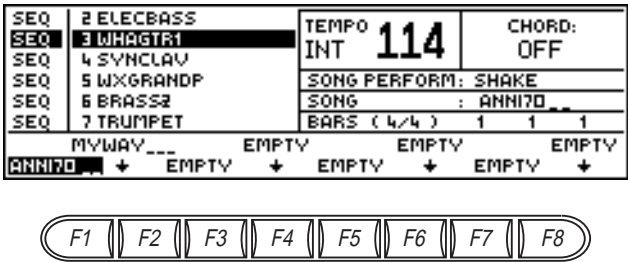 SEQ 2 ELECBASS
SEQ 3 WHAGTR1
SEQ 4 SYNCLAV
SEQ 5 WXGRANDP
SEQ 6 BRASS2
SEQ 7 TRUMPET
TEMPO
INT 114
CHORD:
OFF
SONG PERFORM: SHAKE
SONG : ANNI70__
BARS (4/4) 1 1 1
MYWAY___ EMPTY EMPTY EMPTY
ANNI70__ ↓ EMPTY ↓ EMPTY ↓ EMPTY ↓
F1 F2 F3 F4 F5 F6 F7 F8